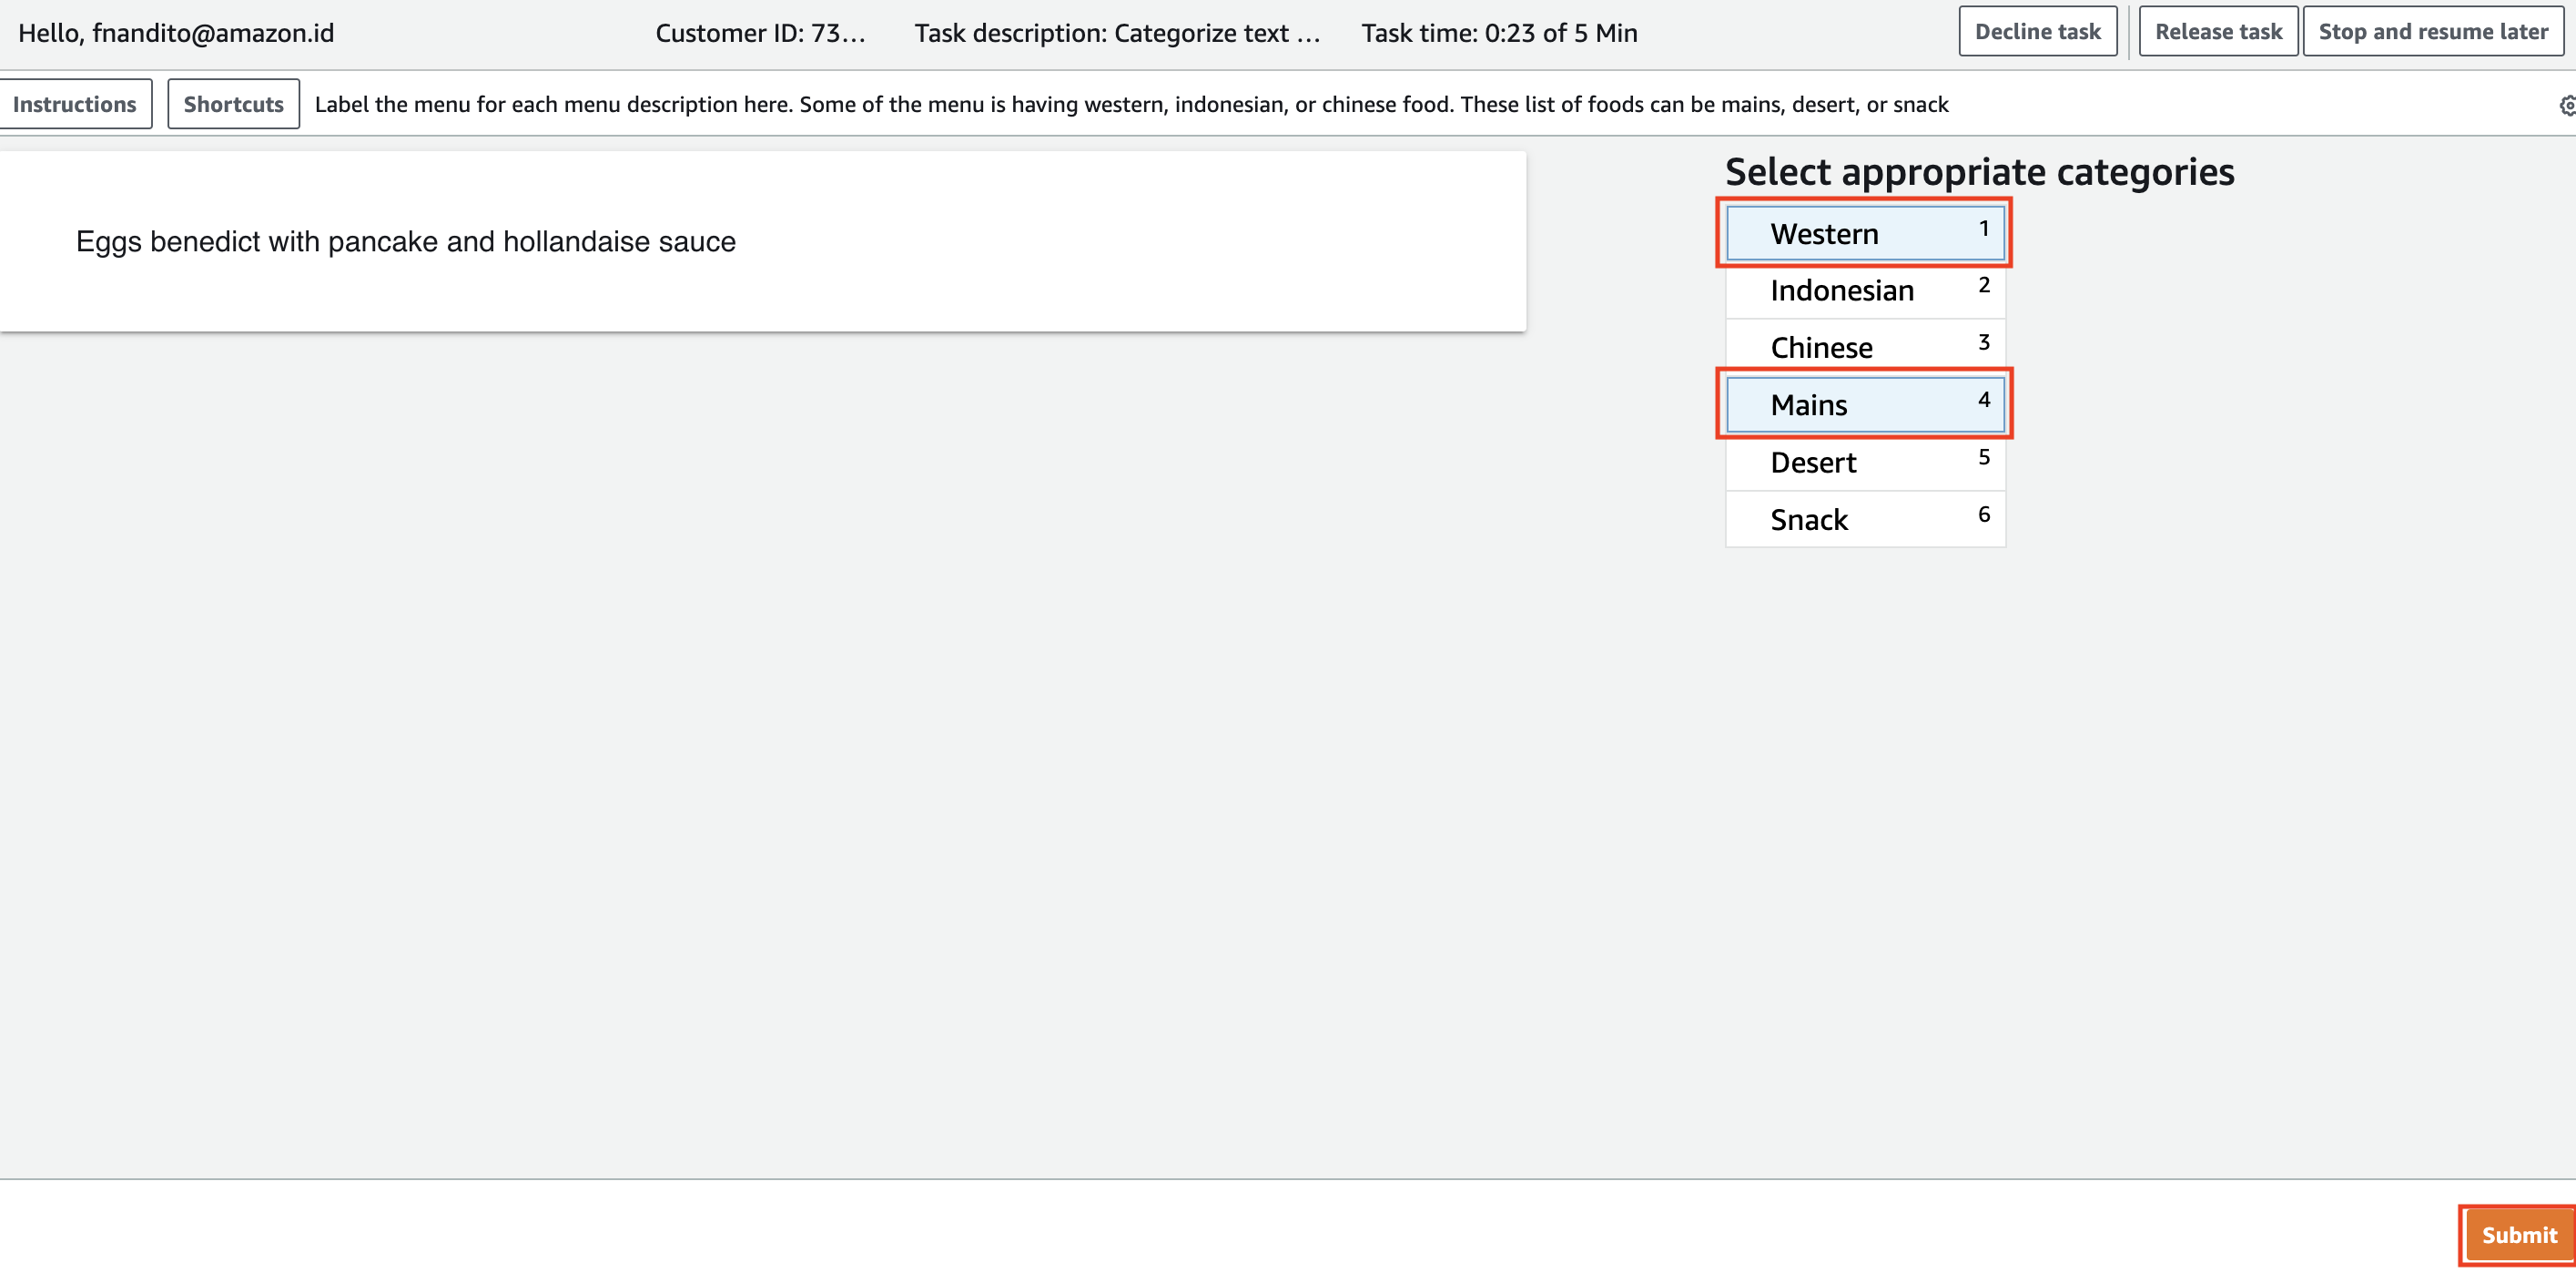 Hello, fnandito@amazon.id Customer ID: 73... Task description: Categorize text ... Task time: 0:23 of 5 Min Decline task Release task Stop and resume later
Instructions Shortcuts Label the menu for each menu description here. Some of the menu is having western, indonesian, or chinese food. These list of foods can be mains, desert, or snack
Eggs benedict with pancake and hollandaise sauce
Select appropriate categories
Western 1
Indonesian 2
Chinese 3
Mains 4
Desert 5
Snack 6
Submit